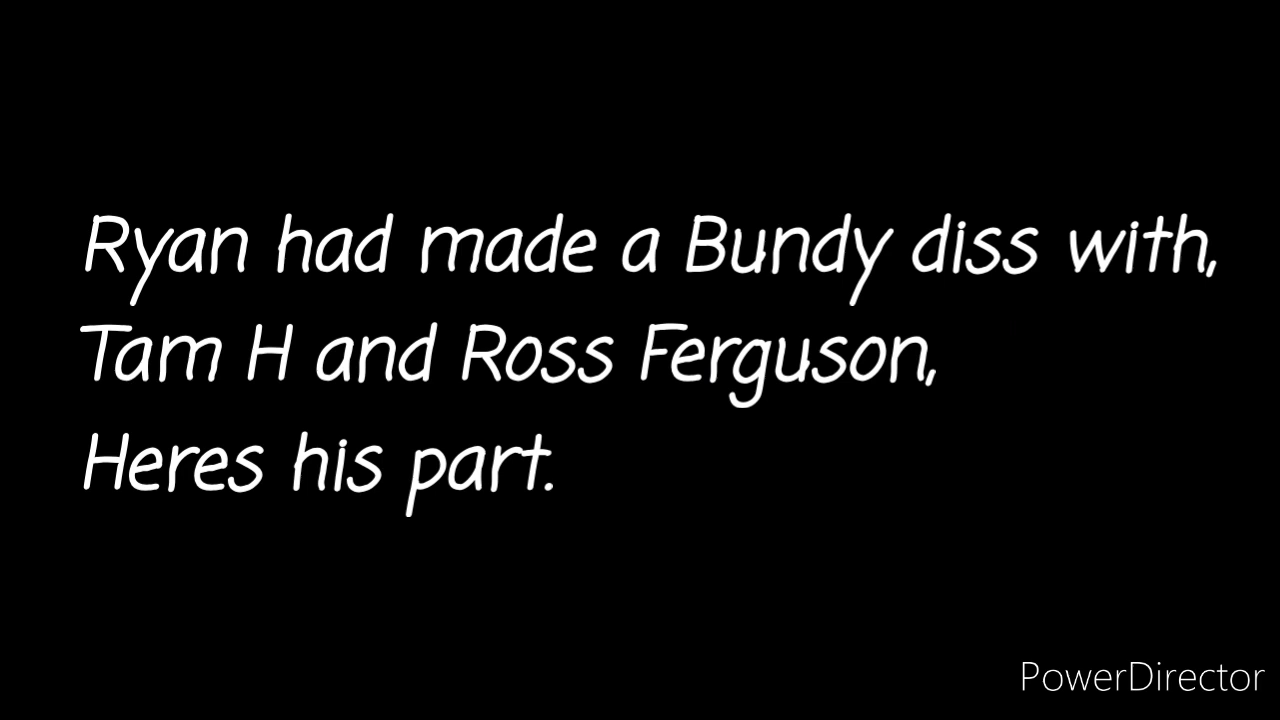 Ryan had made a Bundy diss with,
Tam H and Ross Ferguson,
Heres his part.
PowerDirector